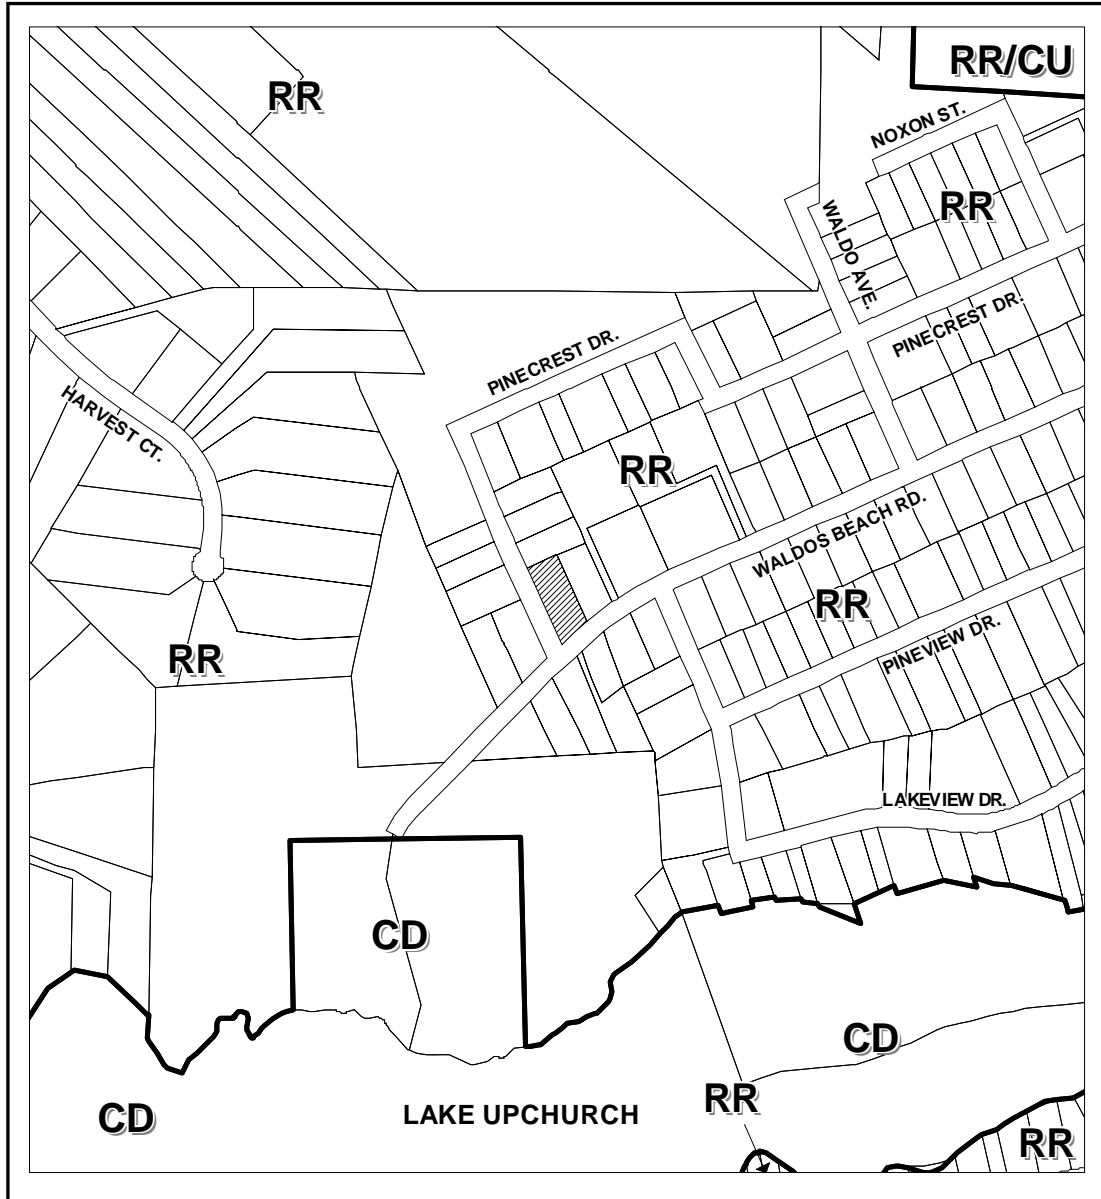 RR/CU
RR
NOXON ST.
RR
WALDO AVE.
PINECREST DR.
PINECREST DR.
HARVEST CT.
RR
WALDOS BEACH RD.
RR
PINEVIEW DR.
RR
LAKEVIEW DR.
CD
CD
RR
CD
LAKE UPCHURCH
RR